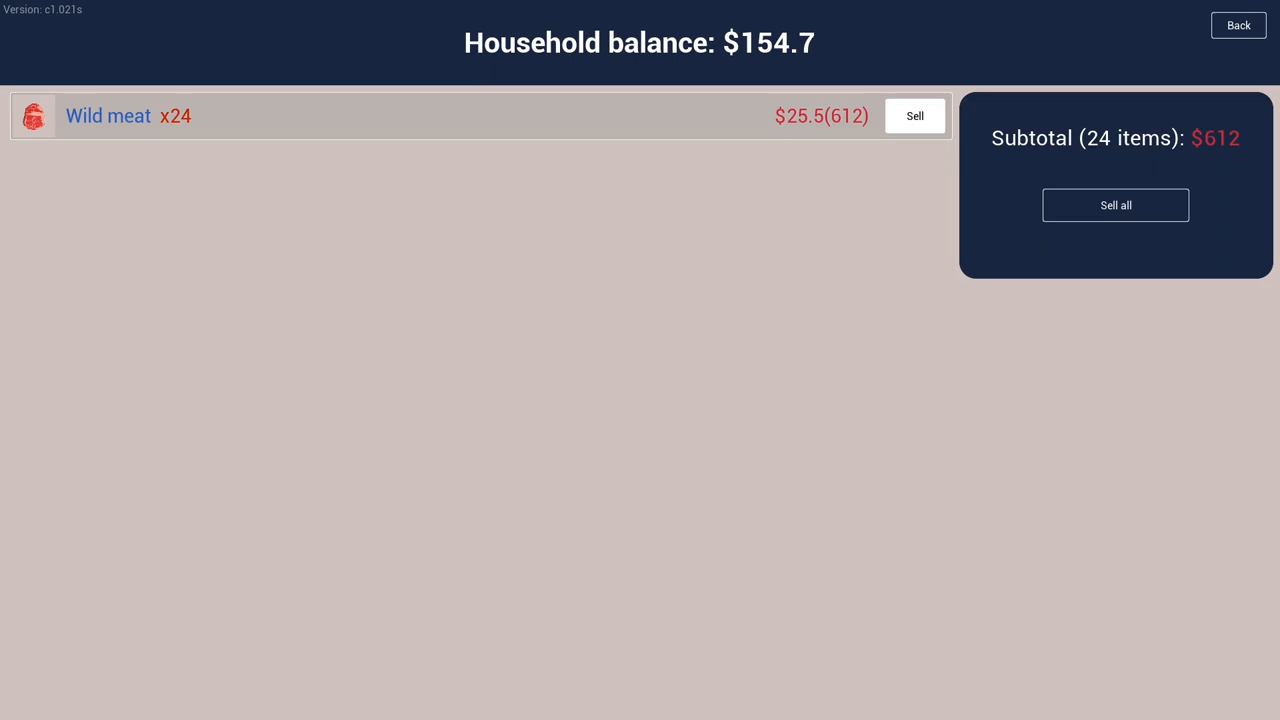 Version: c1.021s
Household balance: $154.7
Back
Wild meat x24 $25.5(612) Sell
Subtotal (24 items): $612
Sell all